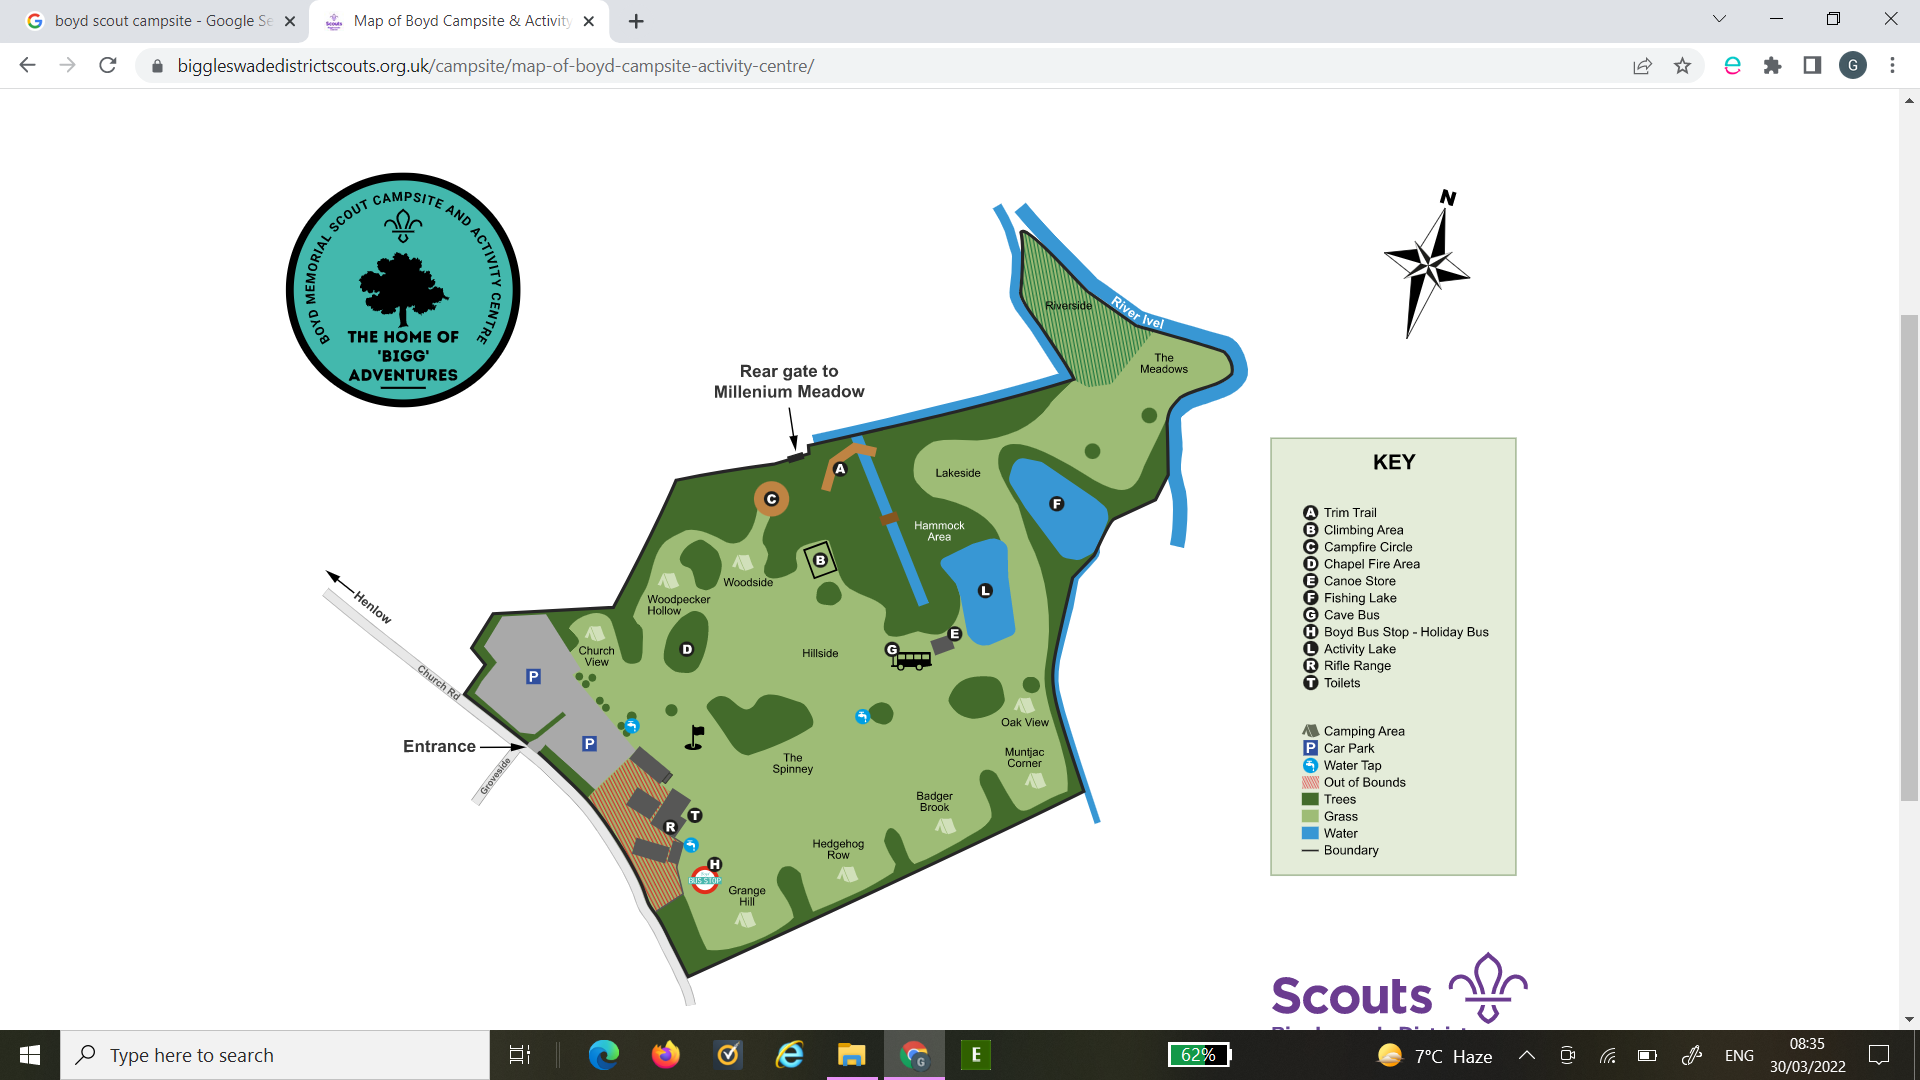 boyd scout campsite - Google Se
Map of Boyd Campsite & Activity
biggleswadedistrictscouts.org.uk/campsite/map-of-boyd-campsite-activity-centre/
G
BOYD MEMORIAL SCOUT CAMPSITE AND ACTIVITY CENTRE
THE HOME OF
'BIGG'
ADVENTURES
N
Riverside
River Ivel
The
Meadows
Rear gate to
Millenium Meadow
A
Lakeside
C
F
Hammock
Area
B
Woodside
L
Woodpecker
Hollow
Henlow
E
Church
View
D
Hillside
G
P
Church Rd
Oak View
Entrance
P
The
Spinney
Muntjac
Corner
Groveside
Badger
Brook
T
R
Hedgehog
Row
H
BUS STOP
Grange
Hill
KEY
A Trim Trail
B Climbing Area
C Campfire Circle
D Chapel Fire Area
E Canoe Store
F Fishing Lake
G Cave Bus
H Boyd Bus Stop - Holiday Bus
L Activity Lake
R Rifle Range
T Toilets
Camping Area
P Car Park
Water Tap
Out of Bounds
Trees
Grass
Water
Boundary
Scouts
Type here to search
E
62%
7°C Haze
ENG
08:35
30/03/2022